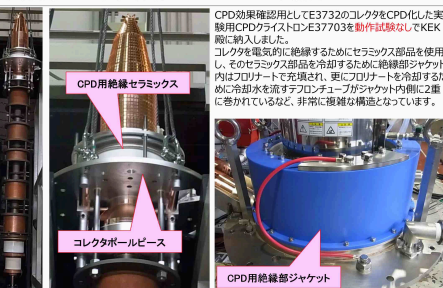 CPD効果確認用としてE3732のコレクタをCPD化した実
験用CPDクライストロンE37703を動作試験なしでKEK
殿に納入しました。
コレクタを電気的に絶縁するためにセラミックス部品を使用
し、そのセラミックス部品を冷却するために絶縁部ジャケット
内はフロリナートで充填され、更にフロリナートを冷却するた
めに冷却水を流すテフロンチューブがジャケット内側に2重
に巻かれているなど、非常に複雑な構造となっています。
CPD用絶縁セラミックス
コレクタポールピース
CPD用絶縁部ジャケット